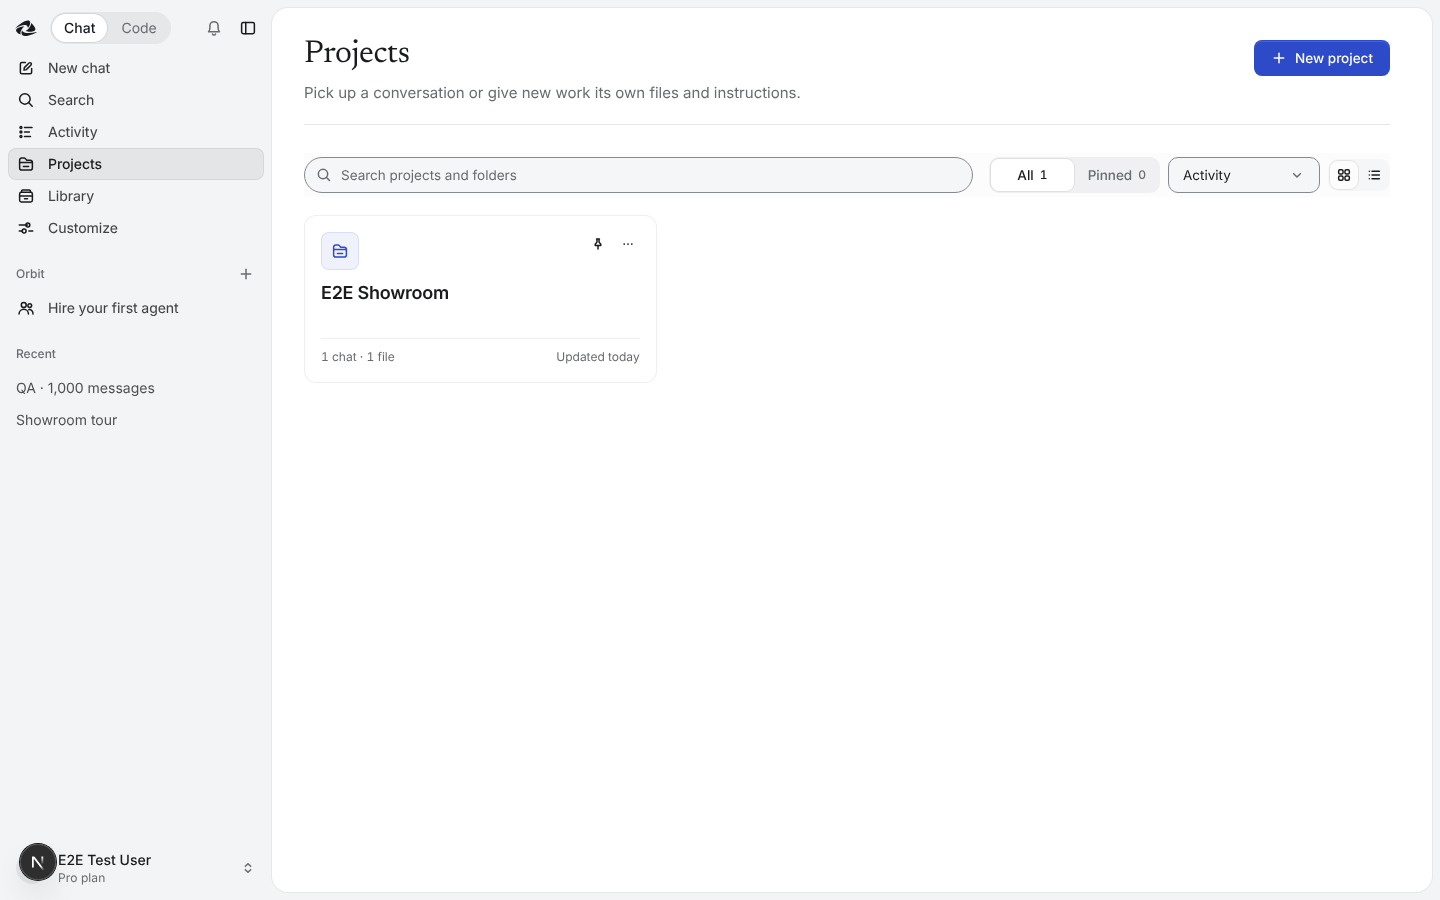 Chat Code
New chat
Search
Activity
Projects
Library
Customize
Orbit
Hire your first agent
Recent
QA · 1,000 messages
Showroom tour
N
E2E Test User
Pro plan
Projects
New project
Pick up a conversation or give new work its own files and instructions.
Search projects and folders
All 1 Pinned 0
Activity
E2E Showroom
1 chat · 1 file Updated today